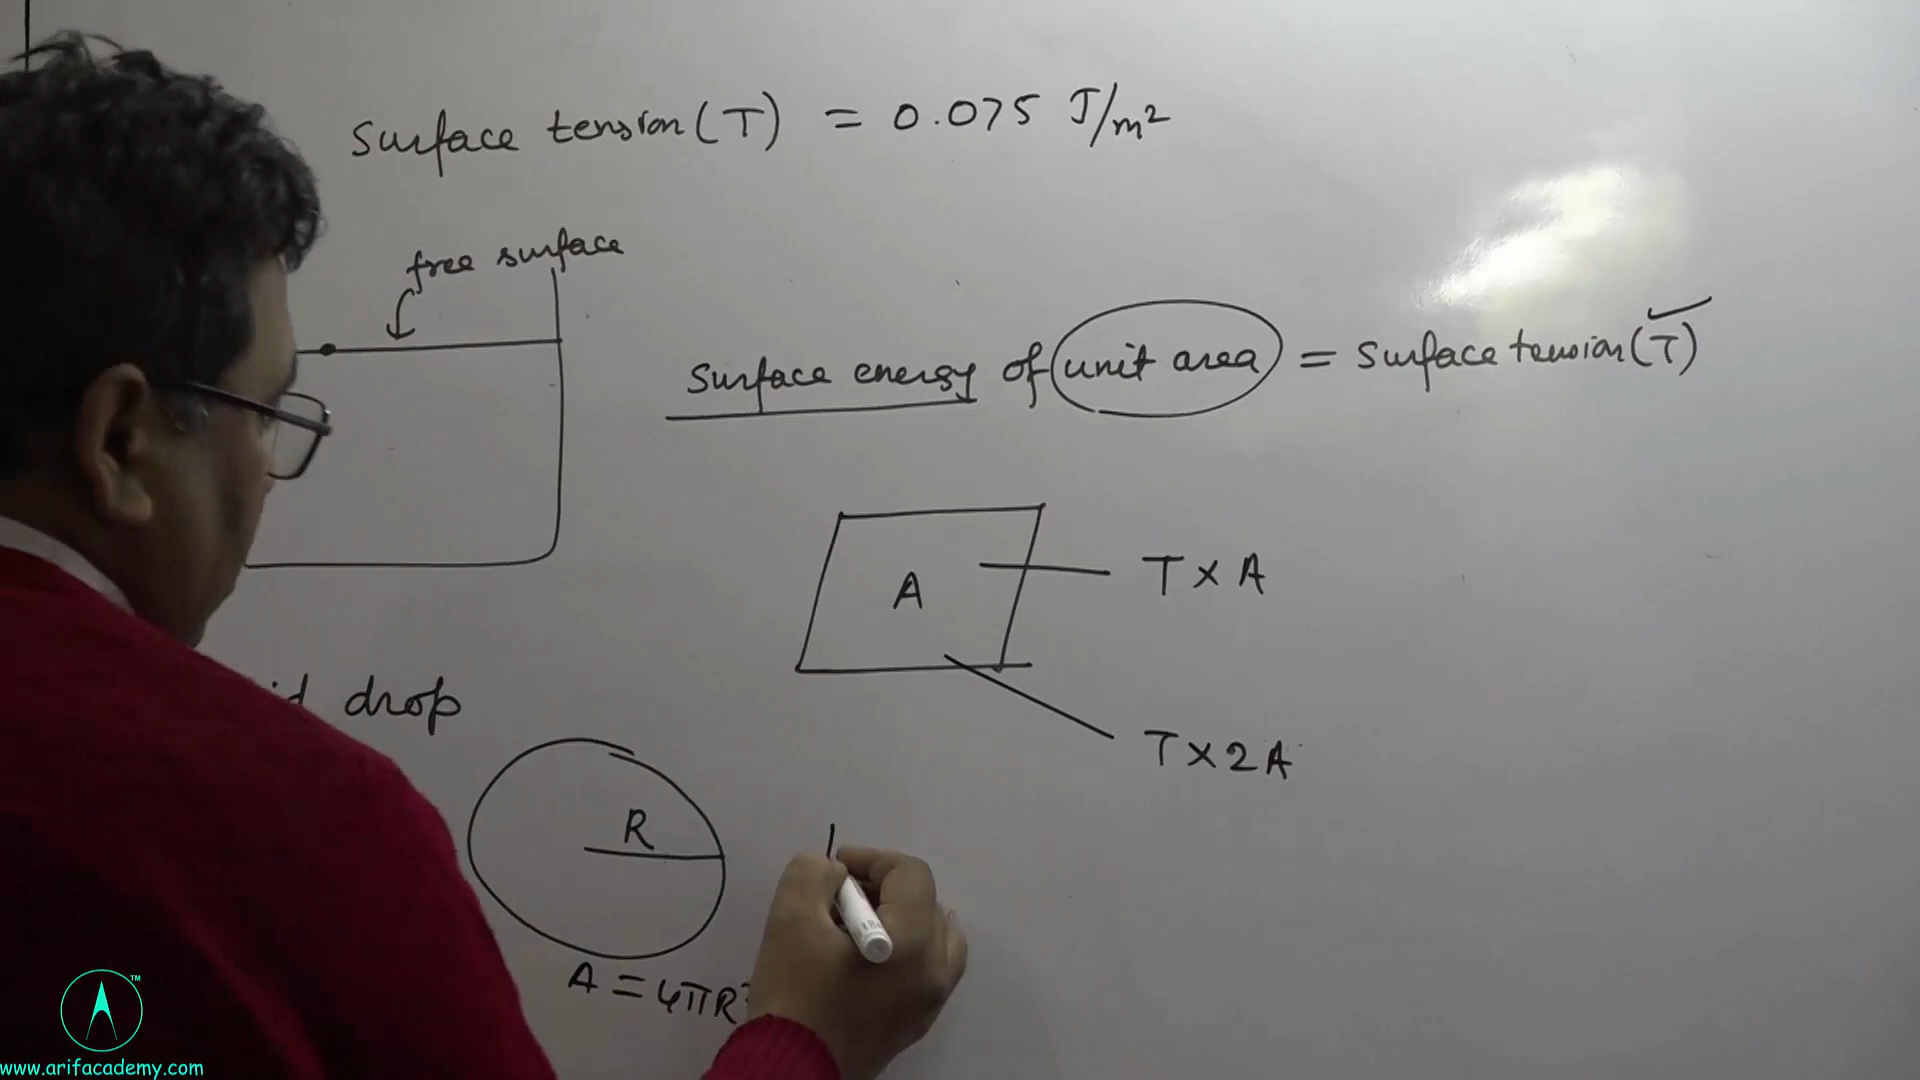 Surface tension (T) = 0.075 J/m²
free surface
Surface energy of unit area = Surface tension (T)
A
T × A
T × 2A
drop
R
A = 4πR
www.arifacademy.com
TM